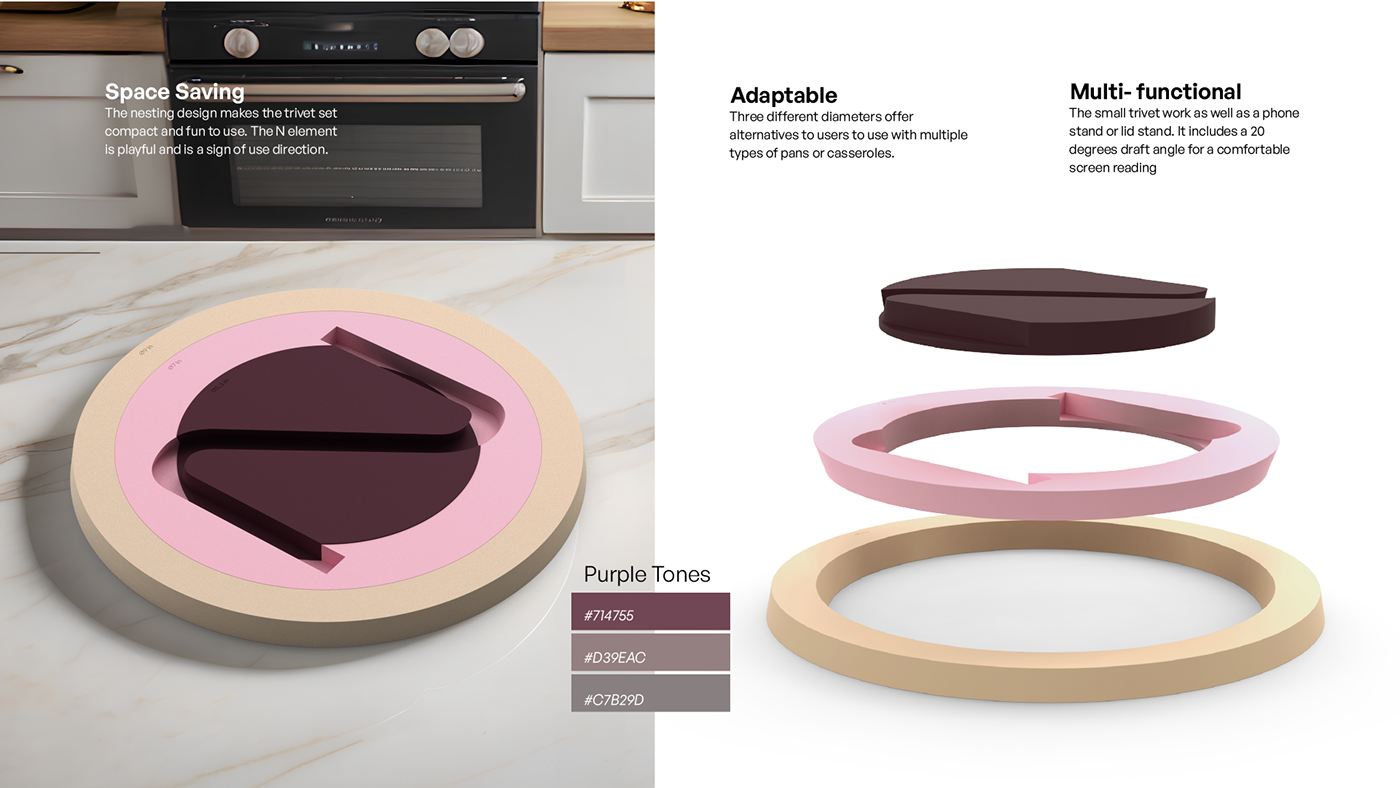 Space Saving
The nesting design makes the trivet set
compact and fun to use. The N element
is playful and is a sign of use direction.
Adaptable
Three different diameters offer
alternatives to users to use with multiple
types of pans or casseroles.
Multi- functional
The small trivet work as well as a phone
stand or lid stand. It includes a 20
degrees draft angle for a comfortable
screen reading
Purple Tones
#714755
#D39EAC
#C7B29D